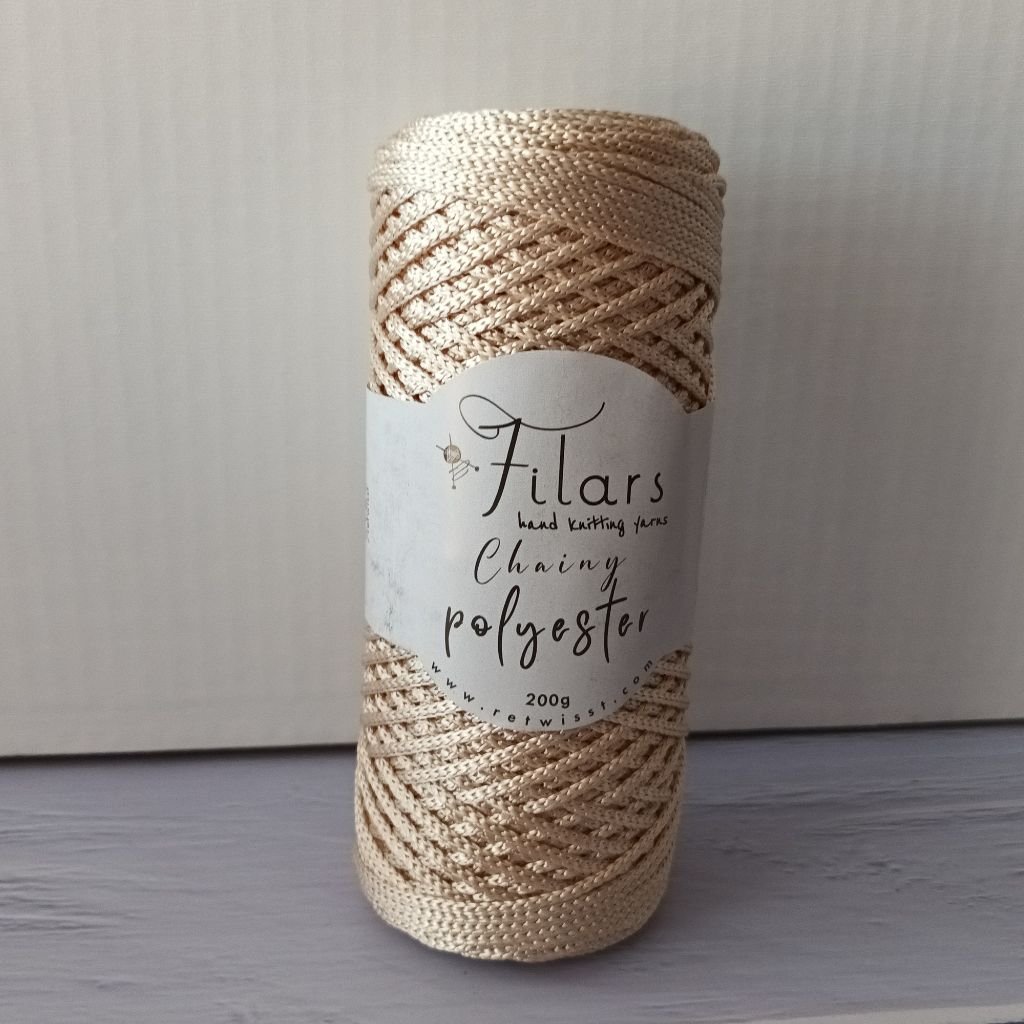 Filars
hand knitting yarns
Chainy
polyester
200g
www.retwisst.com